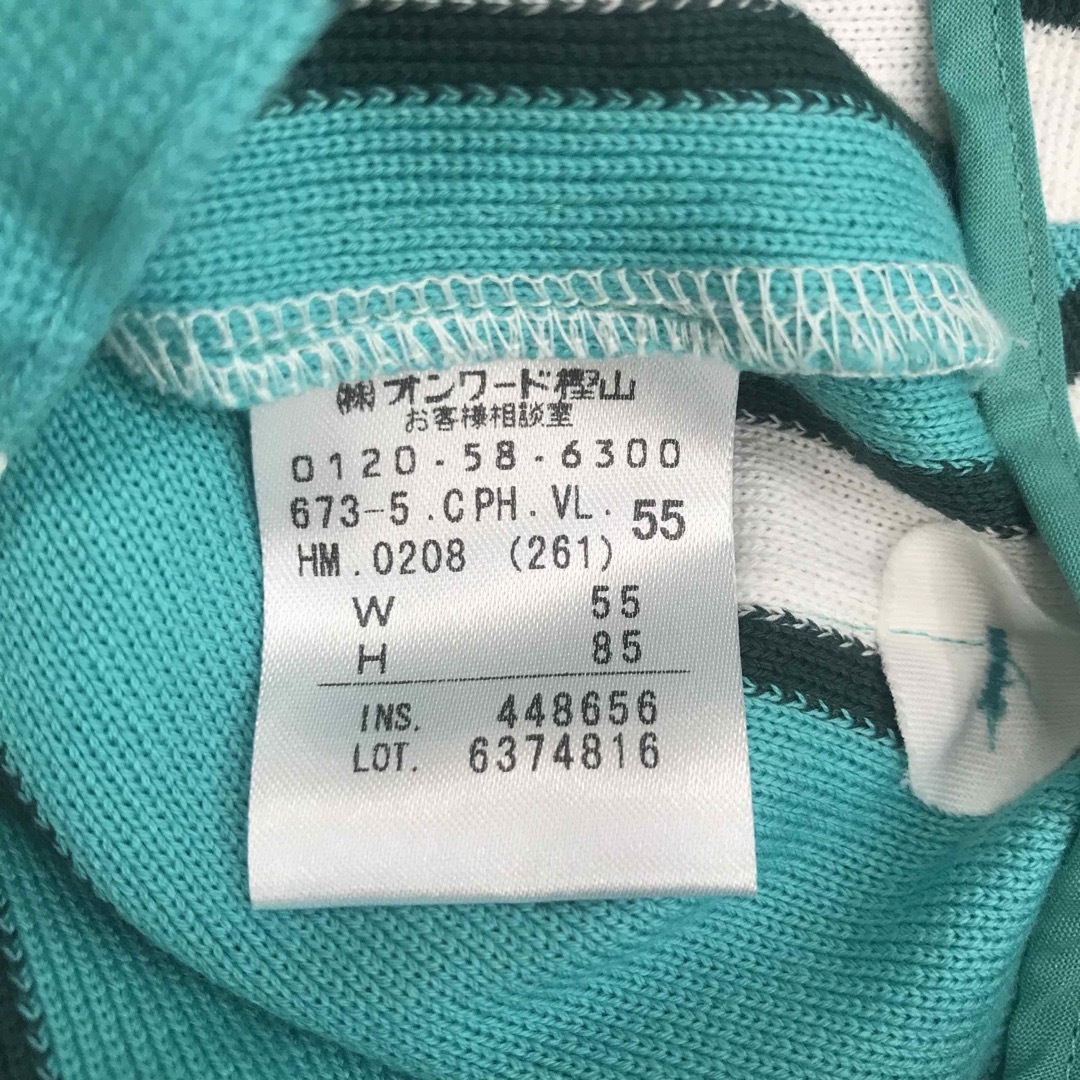 ㈱オンワード樫山
お客様相談室
0120-58-6300
673-5.CPH.VL. 55
HM.0208 (261)
W 55
H 85
INS. 448656
LOT. 6374816